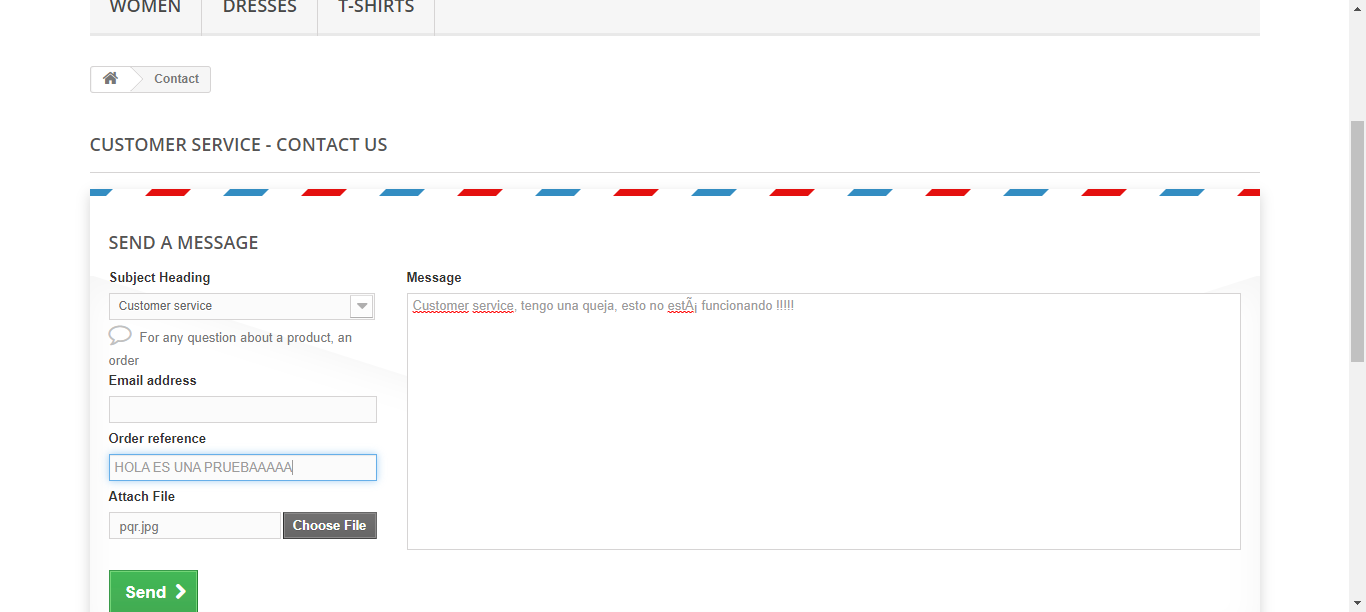 WOMEN DRESSES T-SHIRTS
Contact
CUSTOMER SERVICE - CONTACT US
SEND A MESSAGE
Subject Heading
Customer service
For any question about a product, an
order
Email address
Order reference
HOLA ES UNA PRUEBAAAAA
Attach File
pqr.jpg Choose File
Send
Message
Customer service, tengo una queja, esto no estÃ¡ funcionando !!!!!